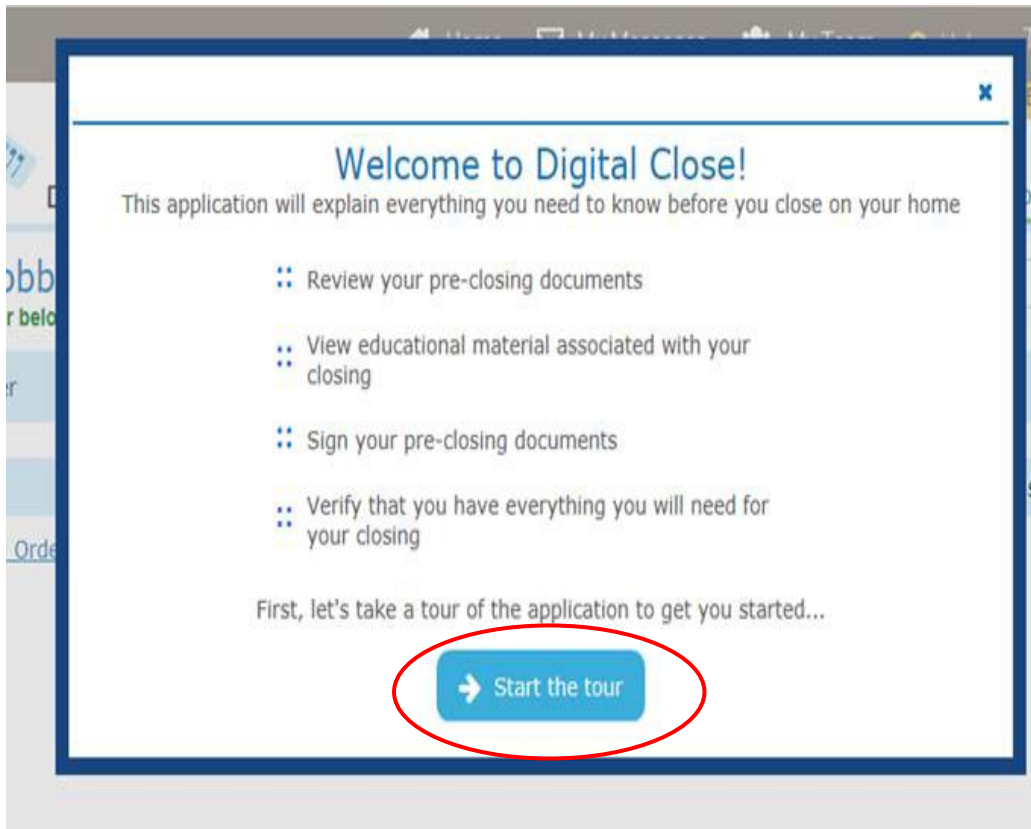 x
Welcome to Digital Close!
This application will explain everything you need to know before you close on your home
Review your pre-closing documents
View educational material associated with your
closing
Sign your pre-closing documents
Verify that you have everything you will need for
your closing
First, let's take a tour of the application to get you started...
Start the tour